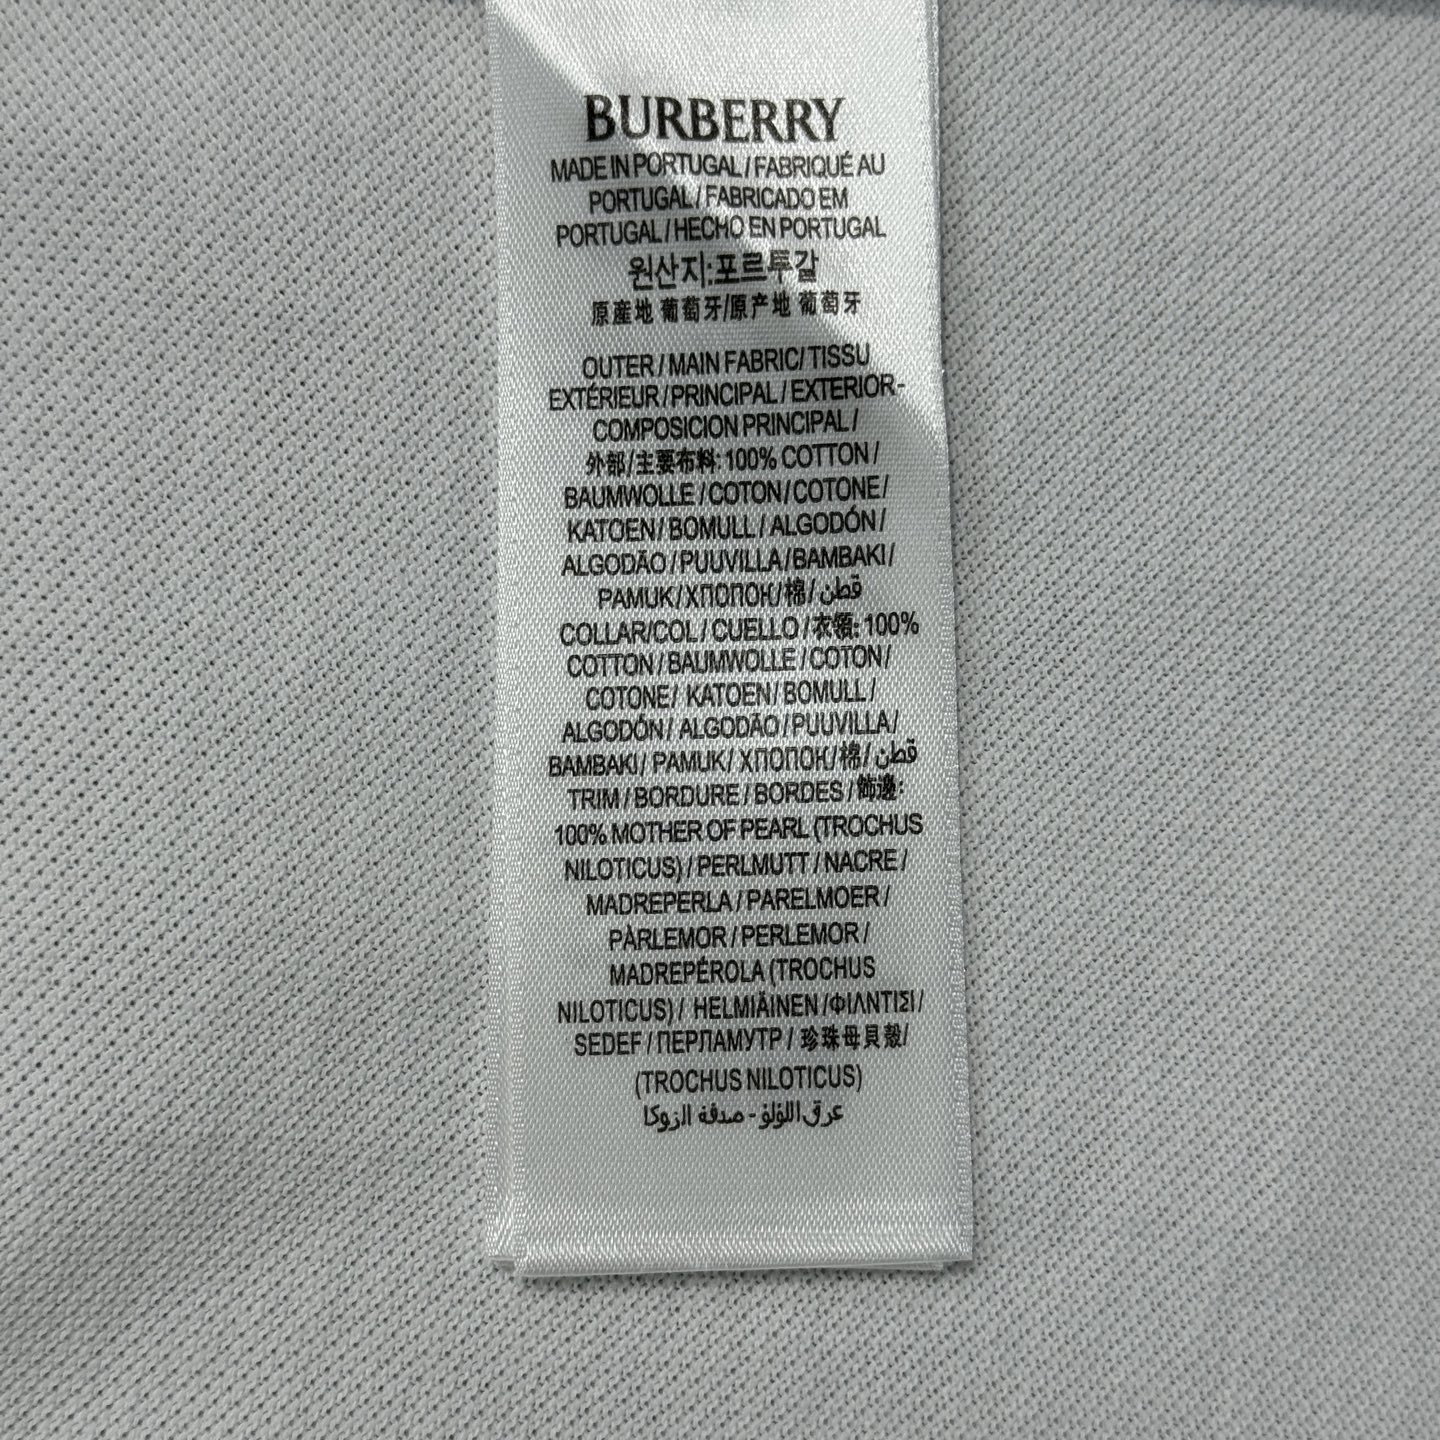 BURBERRY
MADE IN PORTUGAL / FABRIQUÉ AU
PORTUGAL / FABRICADO EM
PORTUGAL / HECHO EN PORTUGAL
원산지:포르투갈
原産地 葡萄牙/原产地 葡萄牙
OUTER / MAIN FABRIC/ TISSU
EXTÉRIEUR / PRINCIPAL / EXTERIOR-
COMPOSICION PRINCIPAL /
外部/主要布料: 100% COTTON /
BAUMWOLLE / COTON / COTONE /
KATOEN / BOMULL / ALGODÓN /
ALGODÃO / PUUVILLA / BAMBAKI /
PAMUK / ХПОПОК / 棉 / قطن
COLLAR/COL / CUELLO / 衣領: 100%
COTTON / BAUMWOLLE / COTON /
COTONE/ KATOEN / BOMULL /
ALGODÓN / ALGODÃO / PUUVILLA /
BAMBAKI / PAMUK / ХПОПОК / 棉 / قطن
TRIM / BORDURE / BORDES / 飾邊:
100% MOTHER OF PEARL (TROCHUS
NILOTICUS) / PERLMUTT / NACRE /
MADREPERLA / PARELMOER /
PÀRLEMOR / PERLEMOR /
MADREPÉROLA (TROCHUS
NILOTICUS) / HELMIÄINEN /ΦΙΛΝΤΙΣΙ /
SEDEF / ПЕРЛАМУТР / 珍珠母貝殼/
(TROCHUS NILOTICUS)
عرق اللؤلؤ - صدفة الزوكا